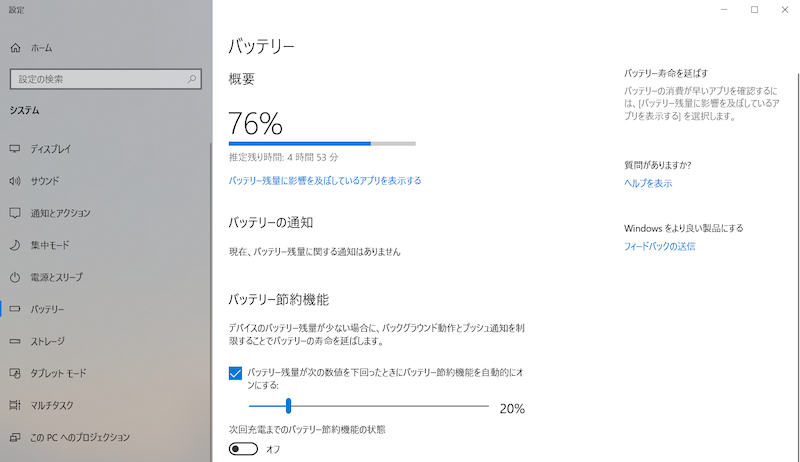 設定
ホーム
設定の検索
システム
ディスプレイ
サウンド
通知とアクション
集中モード
電源とスリープ
バッテリー
ストレージ
タブレット モード
マルチタスク
この PC へのプロジェクション
バッテリー
概要
76%
推定残り時間: 4 時間 53 分
バッテリー残量に影響を及ぼしているアプリを表示する
バッテリーの通知
現在、バッテリー残量に関する通知はありません
バッテリー節約機能
デバイスのバッテリー残量が少ない場合に、バックグラウンド動作とプッシュ通知を制
限することでバッテリーの寿命を延ばします。
バッテリー残量が次の数値を下回ったときにバッテリー節約機能を自動的にオ
ンにする:
20%
次回充電までのバッテリー節約機能の状態
オフ
バッテリー寿命を延ばす
バッテリーの消費が早いアプリを確認するに
は、[バッテリー残量に影響を及ぼしているア
プリを表示する] を選択します。
質問がありますか?
ヘルプを表示
Windows をより良い製品にする
フィードバックの送信